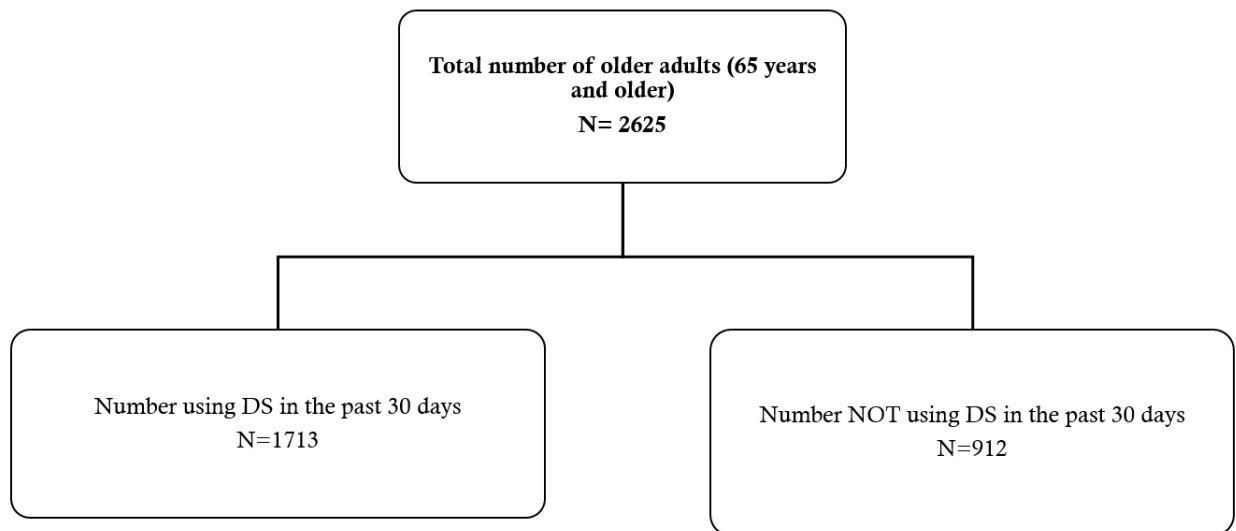 Total number of older adults (65 years
and older)
N= 2625
Number using DS in the past 30 days
N=1713
Number NOT using DS in the past 30 days
N=912